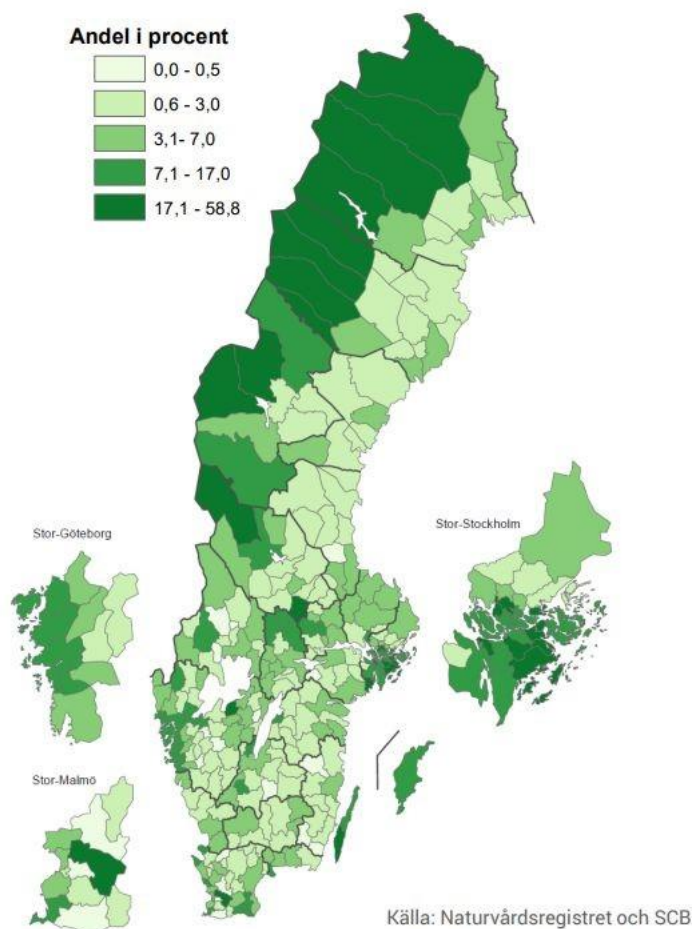 Andel i procent
0,0 - 0,5
0,6 - 3,0
3,1- 7,0
7,1 - 17,0
17,1 - 58,8
Stor-Göteborg
Stor-Stockholm
Stor-Malmö
Källa: Naturvårdsregistret och SCB